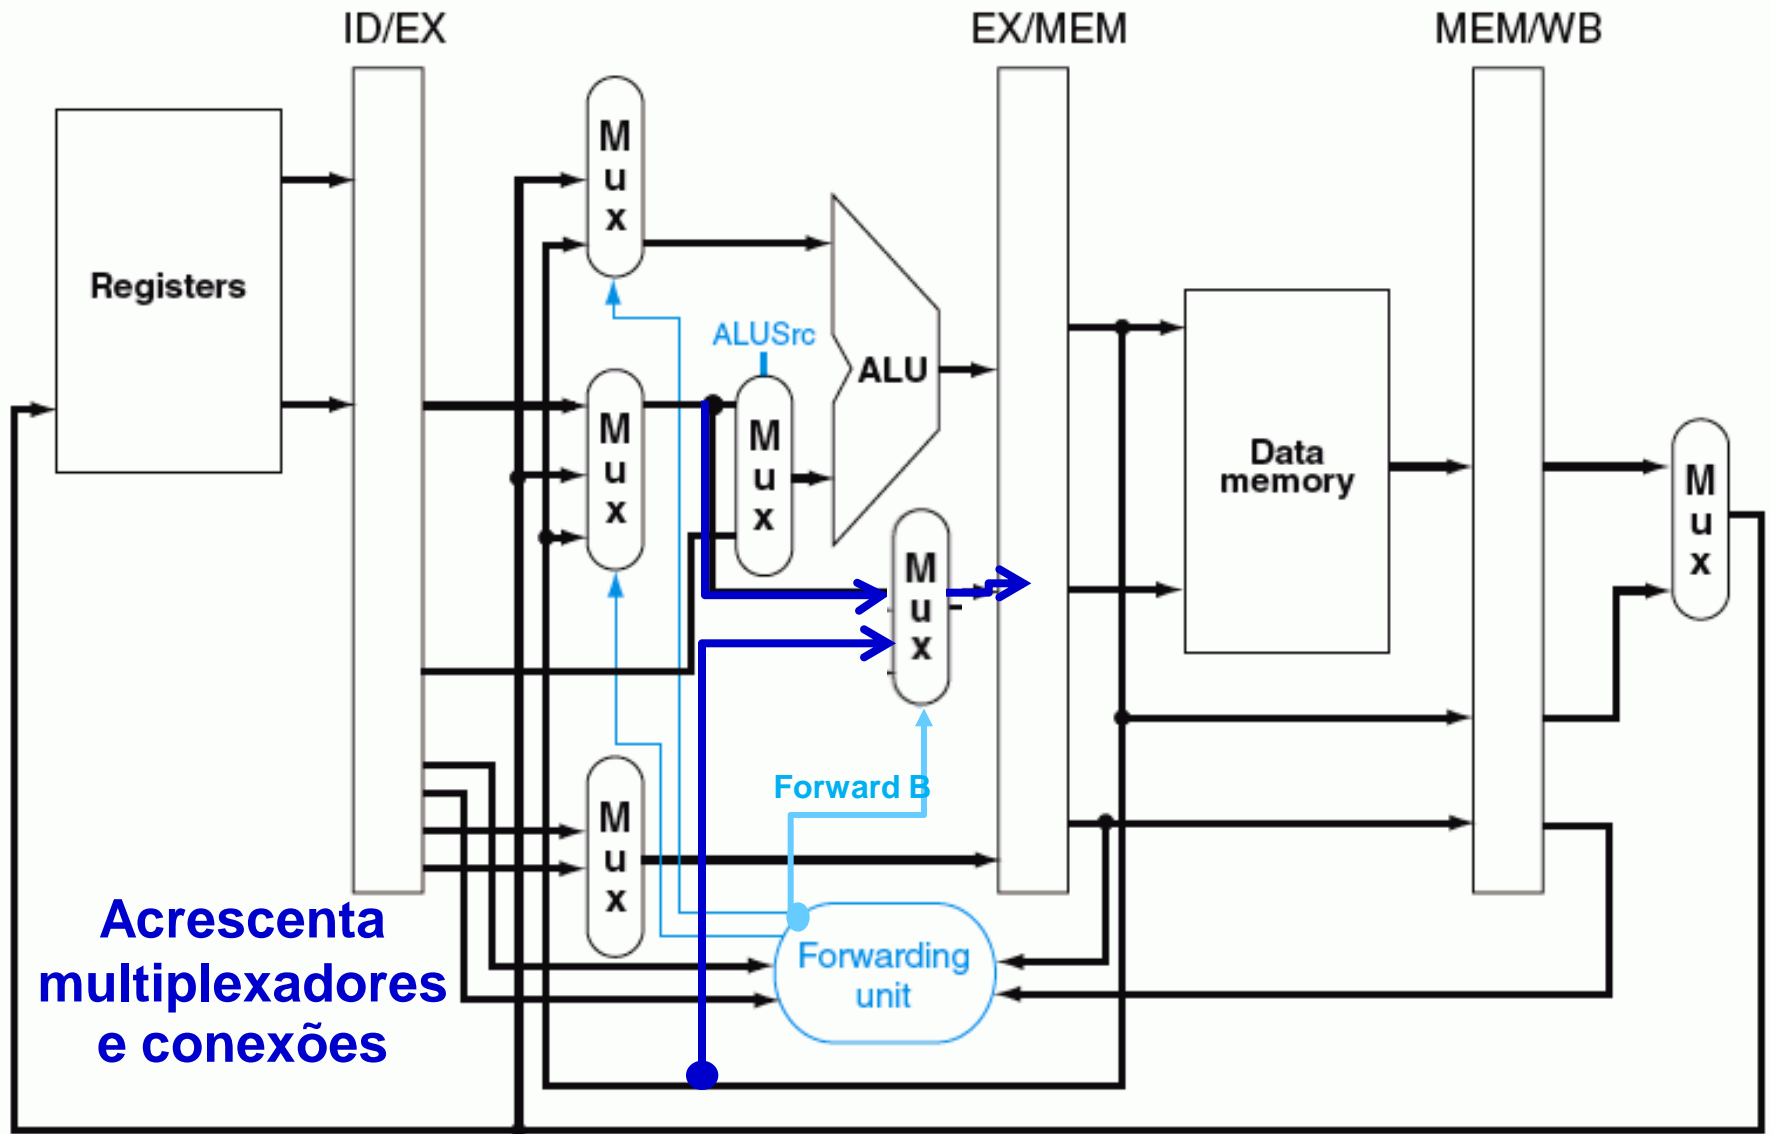 ID/EX
EX/MEM
MEM/WB
M
u
x
Registers
ALUSrc
ALU
M
u
x
M
u
x
Data
memory
M
u
x
M
u
x
Forward B
M
u
x
Acrescenta
multiplexadores
e conexões
Forwarding
unit